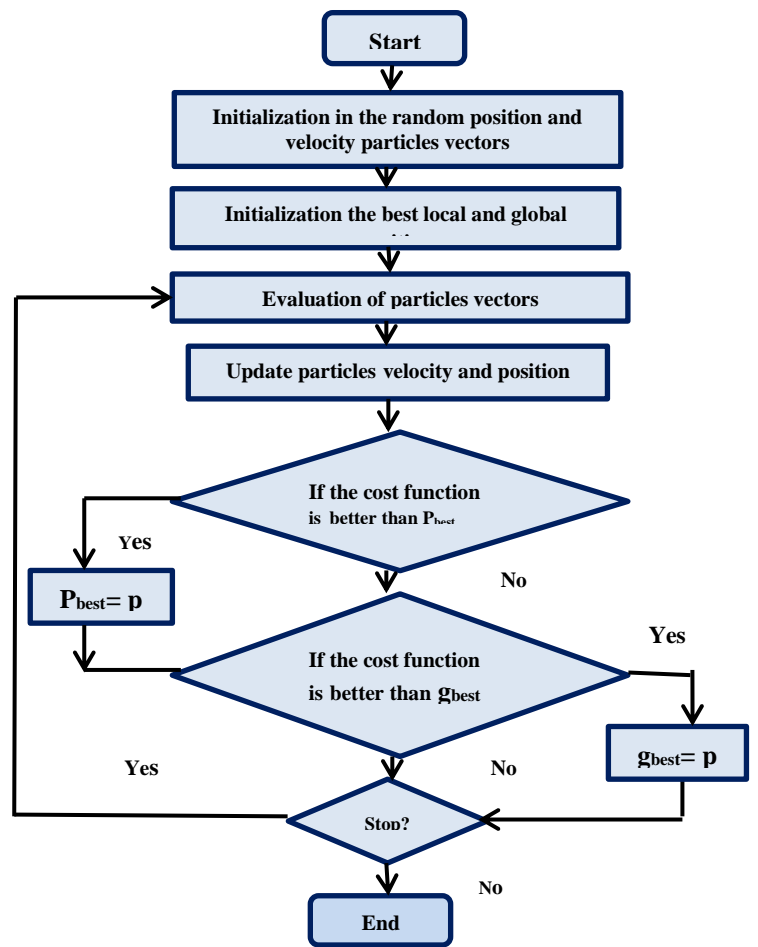 Start
Initialization in the random position and
velocity particles vectors
Initialization the best local and global
Evaluation of particles vectors
Update particles velocity and position
If the cost function
is better than Pbest
Yes
No
Pbest= p
If the cost function
is better than gbest
Yes
gbest= p
Yes
No
Stop?
No
End